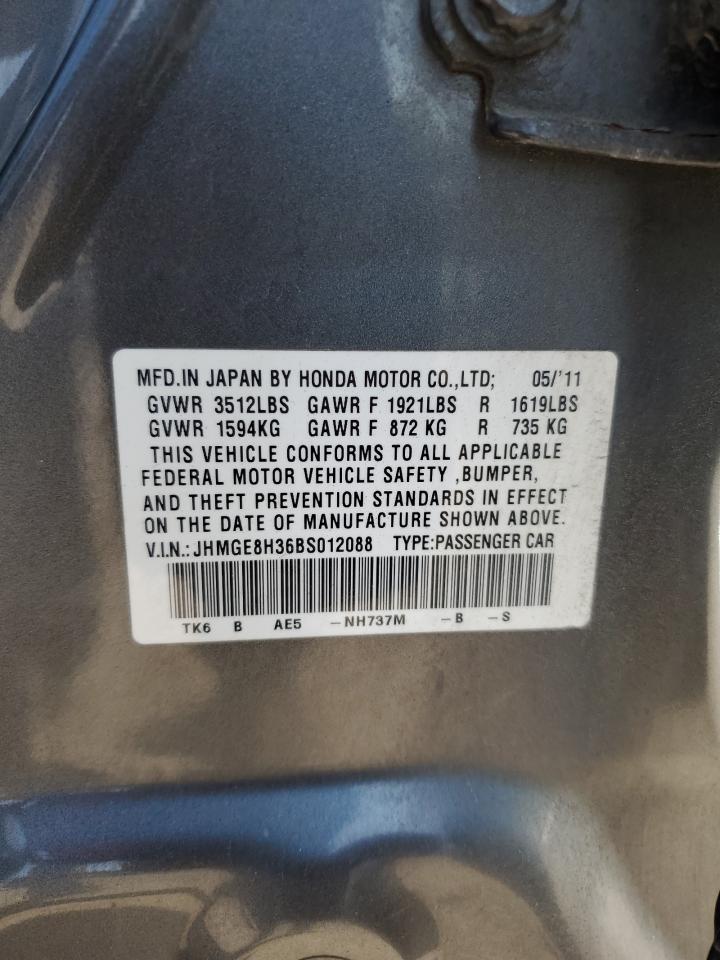 MFD.IN JAPAN BY HONDA MOTOR CO.,LTD; 05/'11
GVWR 3512LBS GAWR F 1921LBS R 1619LBS
GVWR 1594KG GAWR F 872 KG R 735 KG
THIS VEHICLE CONFORMS TO ALL APPLICABLE
FEDERAL MOTOR VEHICLE SAFETY ,BUMPER,
AND THEFT PREVENTION STANDARDS IN EFFECT
ON THE DATE OF MANUFACTURE SHOWN ABOVE.
V.I.N.: JHMGE8H36BS012088 TYPE:PASSENGER CAR
TK6 B AE5 -NH737M -B -S